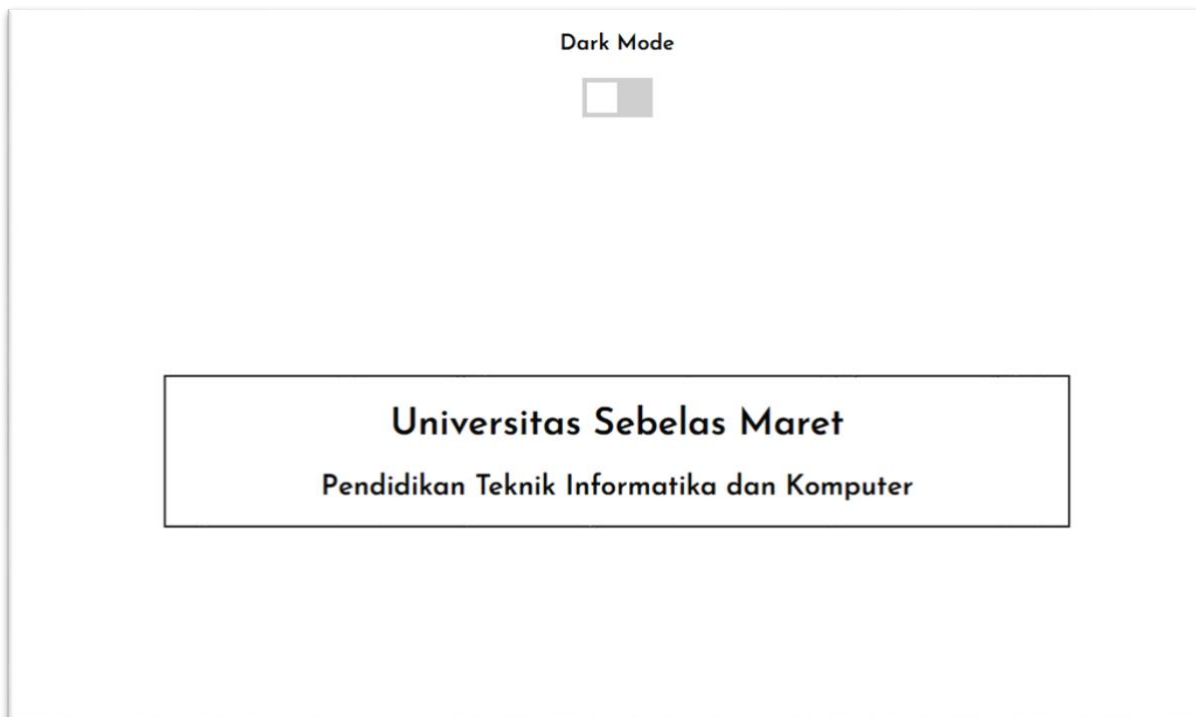 Dark Mode
Universitas Sebelas Maret
Pendidikan Teknik Informatika dan Komputer